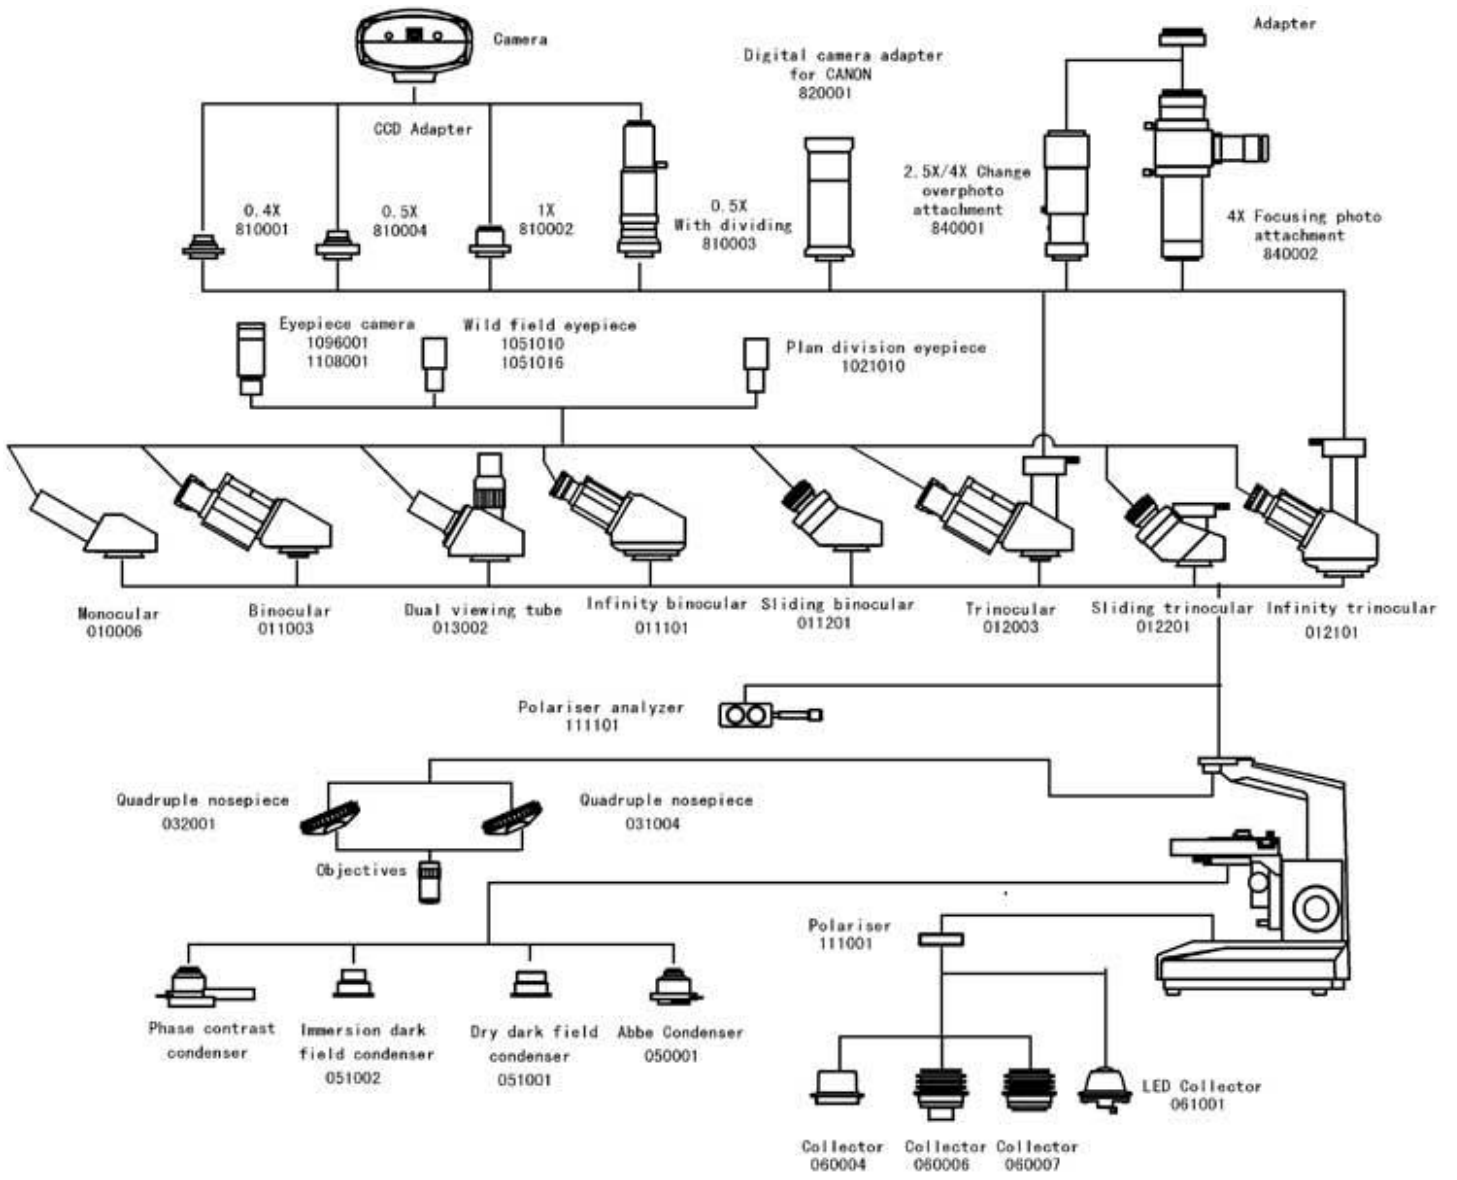 Camera
Adapter
Digital camera adapter
for CANON
820001
CCD Adapter
2.5X/4X Change
overphoto
attachment
840001
0.4X
810001
0.5X
810004
1X
810002
0.5X
With dividing
810003
4X Focusing photo
attachment
840002
Eyepiece camera
1096001
1108001
Wild field eyepiece
1051010
1051016
Plan division eyepiece
1021010
Monocular
010006
Binocular
011003
Dual viewing tube
013002
Infinity binocular
011101
Sliding binocular
011201
Trinocular
012003
Sliding trinocular
012201
Infinity trinocular
012101
Polariser analyzer
111101
Quadruple nosepiece
032001
Quadruple nosepiece
031004
Objectives
Polariser
111001
Phase contrast
condenser
Immersion dark
field condenser
051002
Dry dark field
condenser
051001
Abbe Condenser
050001
LED Collector
061001
Collector
060004
Collector
060006
Collector
060007